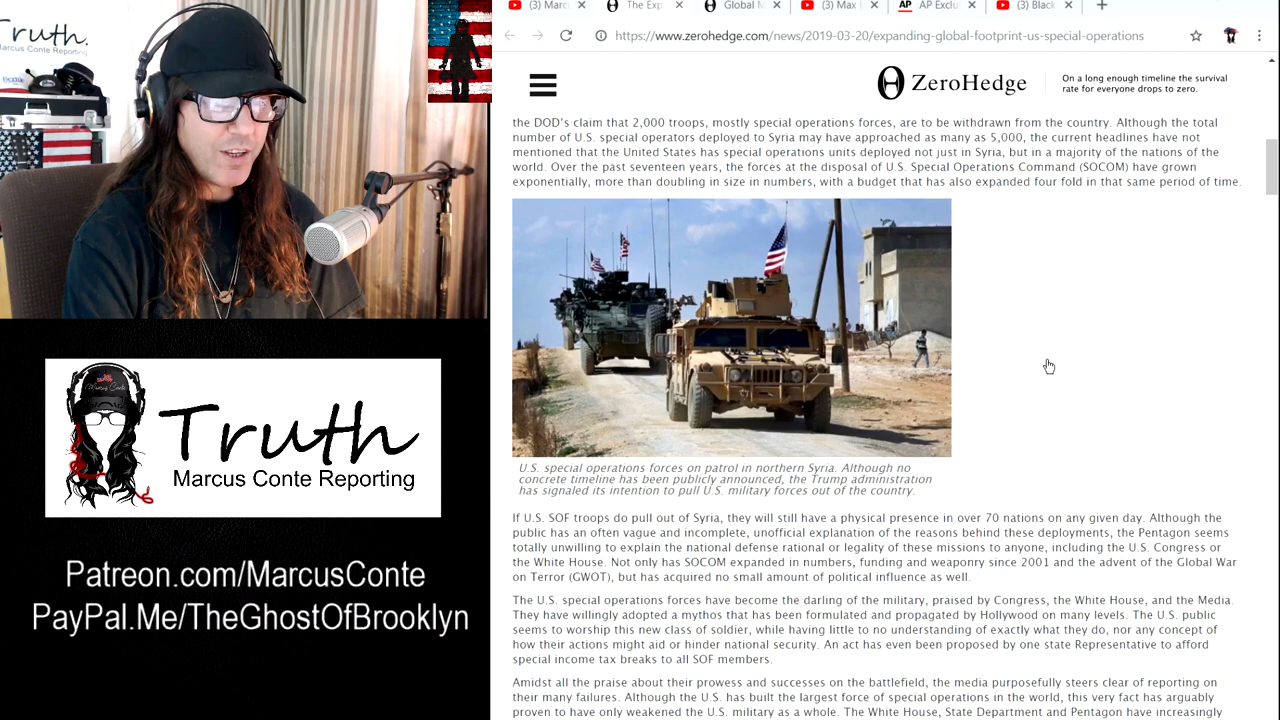 Truth.
Marcus Conte Reporting
(3) Marc
The Exp
Global M
(3) Max
AP
AP Exclu
(3) Black
https://www.zerohedge.com/news/2019-03-20/expanding-global-footprint-us-special-operations
ZeroHedge
On a long enough timeline the survival
rate for everyone drops to zero.
the DOD's claim that 2,000 troops, mostly special operations forces, are to be withdrawn from the country. Although the total
number of U.S. special operators deployed to Syria may have approached as many as 5,000, the current headlines have not
mentioned that the United States has special operations units deployed not just in Syria, but in a majority of the nations of the
world. Over the past seventeen years, the forces at the disposal of U.S. Special Operations Command (SOCOM) have grown
exponentially, more than doubling in size in numbers, with a budget that has also expanded four fold in that same period of time.
U.S. special operations forces on patrol in northern Syria. Although no
concrete timeline has been publicly announced, the Trump administration
has signaled its intention to pull U.S. military forces out of the country.
If U.S. SOF troops do pull out of Syria, they will still have a physical presence in over 70 nations on any given day. Although the
public has an often vague and incomplete, unofficial explanation of the reasons behind these deployments, the Pentagon seems
totally unwilling to explain the national defense rational or legality of these missions to anyone, including the U.S. Congress or
the White House. Not only has SOCOM expanded in numbers, funding and weaponry since 2001 and the advent of the Global War
on Terror (GWOT), but has acquired no small amount of political influence as well.
The U.S. special operations forces have become the darling of the military, praised by Congress, the White House, and the Media.
They have willingly adopted a mythos that has been formulated and propagated by Hollywood on many levels. The U.S. public
seems to worship this new class of soldier, while having little to no understanding of exactly what they do, nor any concept of
how their actions might aid or hinder national security. An act has even been proposed by one state Representative to afford
special income tax breaks to all SOF members.
Amidst all the praise about their prowess and successes on the battlefield, the media purposefully steers clear of reporting on
their many failures. Although the U.S. has built the largest force of special operations in the world, this very fact has arguably
proven to have only weakened the U.S. military as a whole. The White House, State Department and Pentagon have increasingly
Marcus Conte
Truth
Marcus Conte Reporting
Patreon.com/MarcusConte
PayPal.Me/TheGhostOfBrooklyn